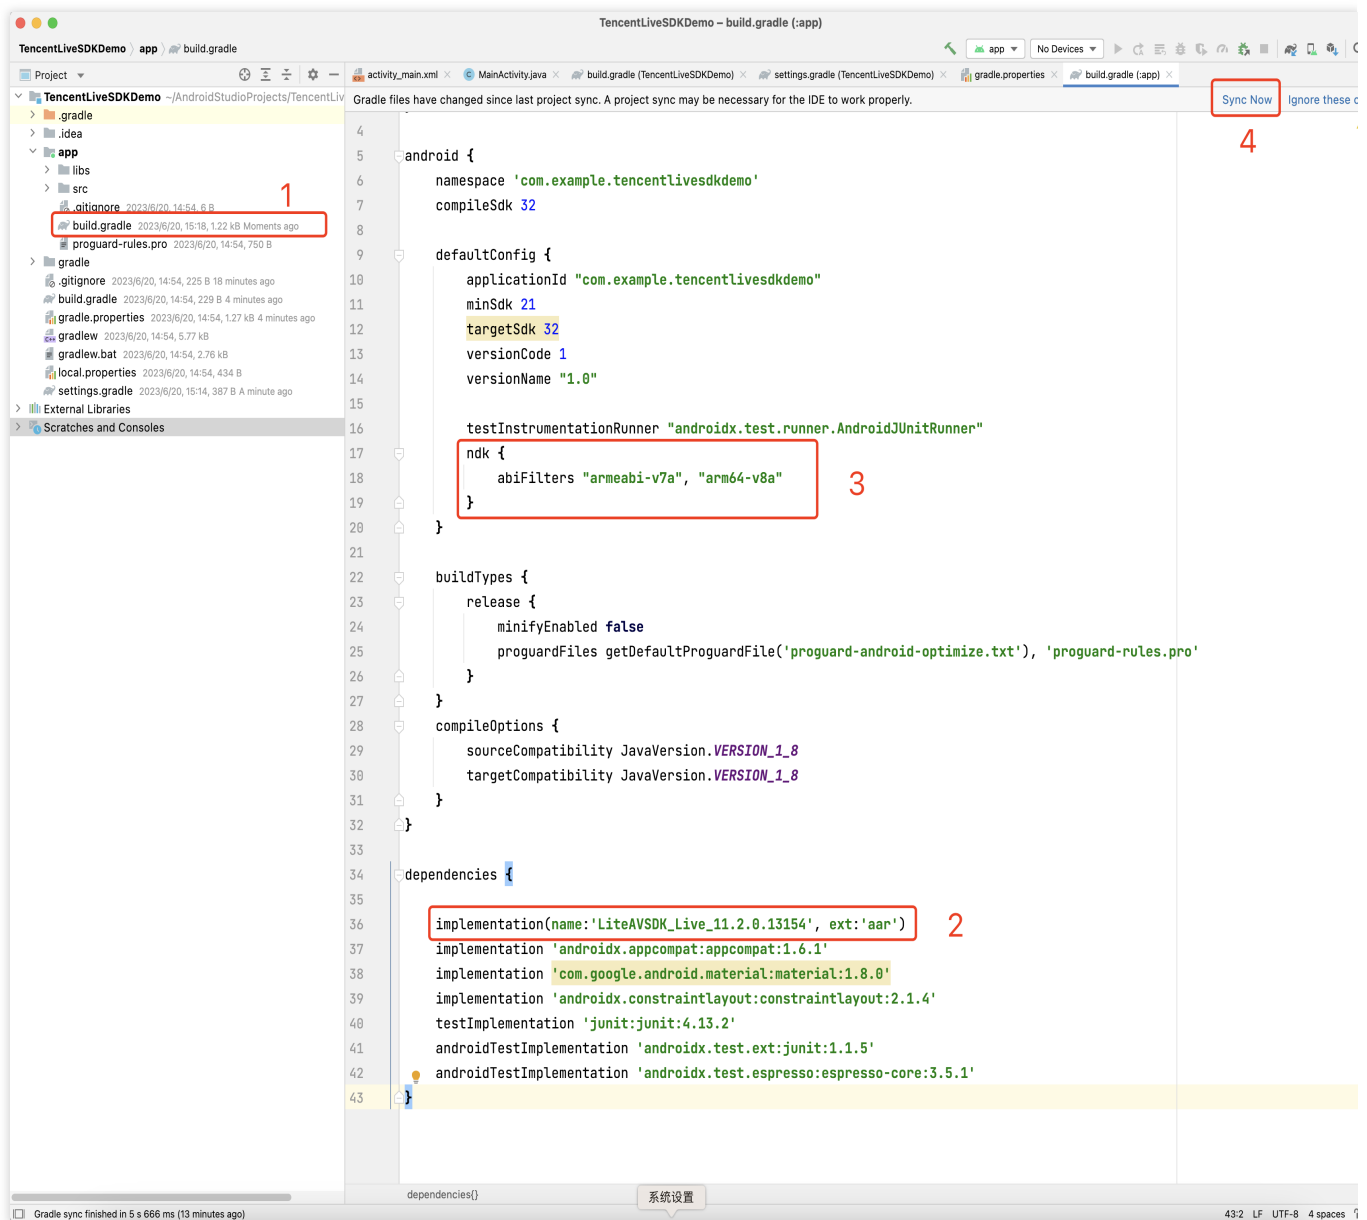 TencentLiveSDKDemo – build.gradle (:app)
TencentLiveSDKDemo app build.gradle
app No Devices
Project
activity_main.xml MainActivity.java build.gradle (TencentLiveSDKDemo) settings.gradle (TencentLiveSDKDemo) gradle.properties build.gradle (:app)
Gradle files have changed since last project sync. A project sync may be necessary for the IDE to work properly. Sync Now Ignore these
4
TencentLiveSDKDemo ~/AndroidStudioProjects/TencentLiv
.gradle
.idea
app
libs
src
1
.gitignore 2023/6/20, 14:54, 6 B
build.gradle 2023/6/20, 15:18, 1.22 kB Moments ago
proguard-rules.pro 2023/6/20, 14:54, 750 B
gradle
.gitignore 2023/6/20, 14:54, 225 B 18 minutes ago
build.gradle 2023/6/20, 14:54, 229 B 4 minutes ago
gradle.properties 2023/6/20, 14:54, 1.27 kB 4 minutes ago
gradlew 2023/6/20, 14:54, 5.77 kB
gradlew.bat 2023/6/20, 14:54, 2.76 kB
local.properties 2023/6/20, 14:54, 434 B
settings.gradle 2023/6/20, 15:14, 387 B A minute ago
External Libraries
Scratches and Consoles
4
5 android {
6 namespace 'com.example.tencentlivesdkdemo'
7 compileSdk 32
8
9 defaultConfig {
10 applicationId "com.example.tencentlivesdkdemo"
11 minSdk 21
12 targetSdk 32
13 versionCode 1
14 versionName "1.0"
15
16 testInstrumentationRunner "androidx.test.runner.AndroidJUnitRunner"
17 ndk {
18 abiFilters "armeabi-v7a", "arm64-v8a"
3
19 }
20 }
21
22 buildTypes {
23 release {
24 minifyEnabled false
25 proguardFiles getDefaultProguardFile('proguard-android-optimize.txt'), 'proguard-rules.pro'
26 }
27 }
28 compileOptions {
29 sourceCompatibility JavaVersion.VERSION_1_8
30 targetCompatibility JavaVersion.VERSION_1_8
31 }
32 }
33
34 dependencies {
35
36 implementation(name:'LiteAVSDK_Live_11.2.0.13154', ext:'aar')
2
37 implementation 'androidx.appcompat:appcompat:1.6.1'
38 implementation 'com.google.android.material:material:1.8.0'
39 implementation 'androidx.constraintlayout:constraintlayout:2.1.4'
40 testImplementation 'junit:junit:4.13.2'
41 androidTestImplementation 'androidx.test.ext:junit:1.1.5'
42 androidTestImplementation 'androidx.test.espresso:espresso-core:3.5.1'
43 }
dependencies{}
系统设置
Gradle sync finished in 5 s 666 ms (13 minutes ago) 43:2 LF UTF-8 4 spaces